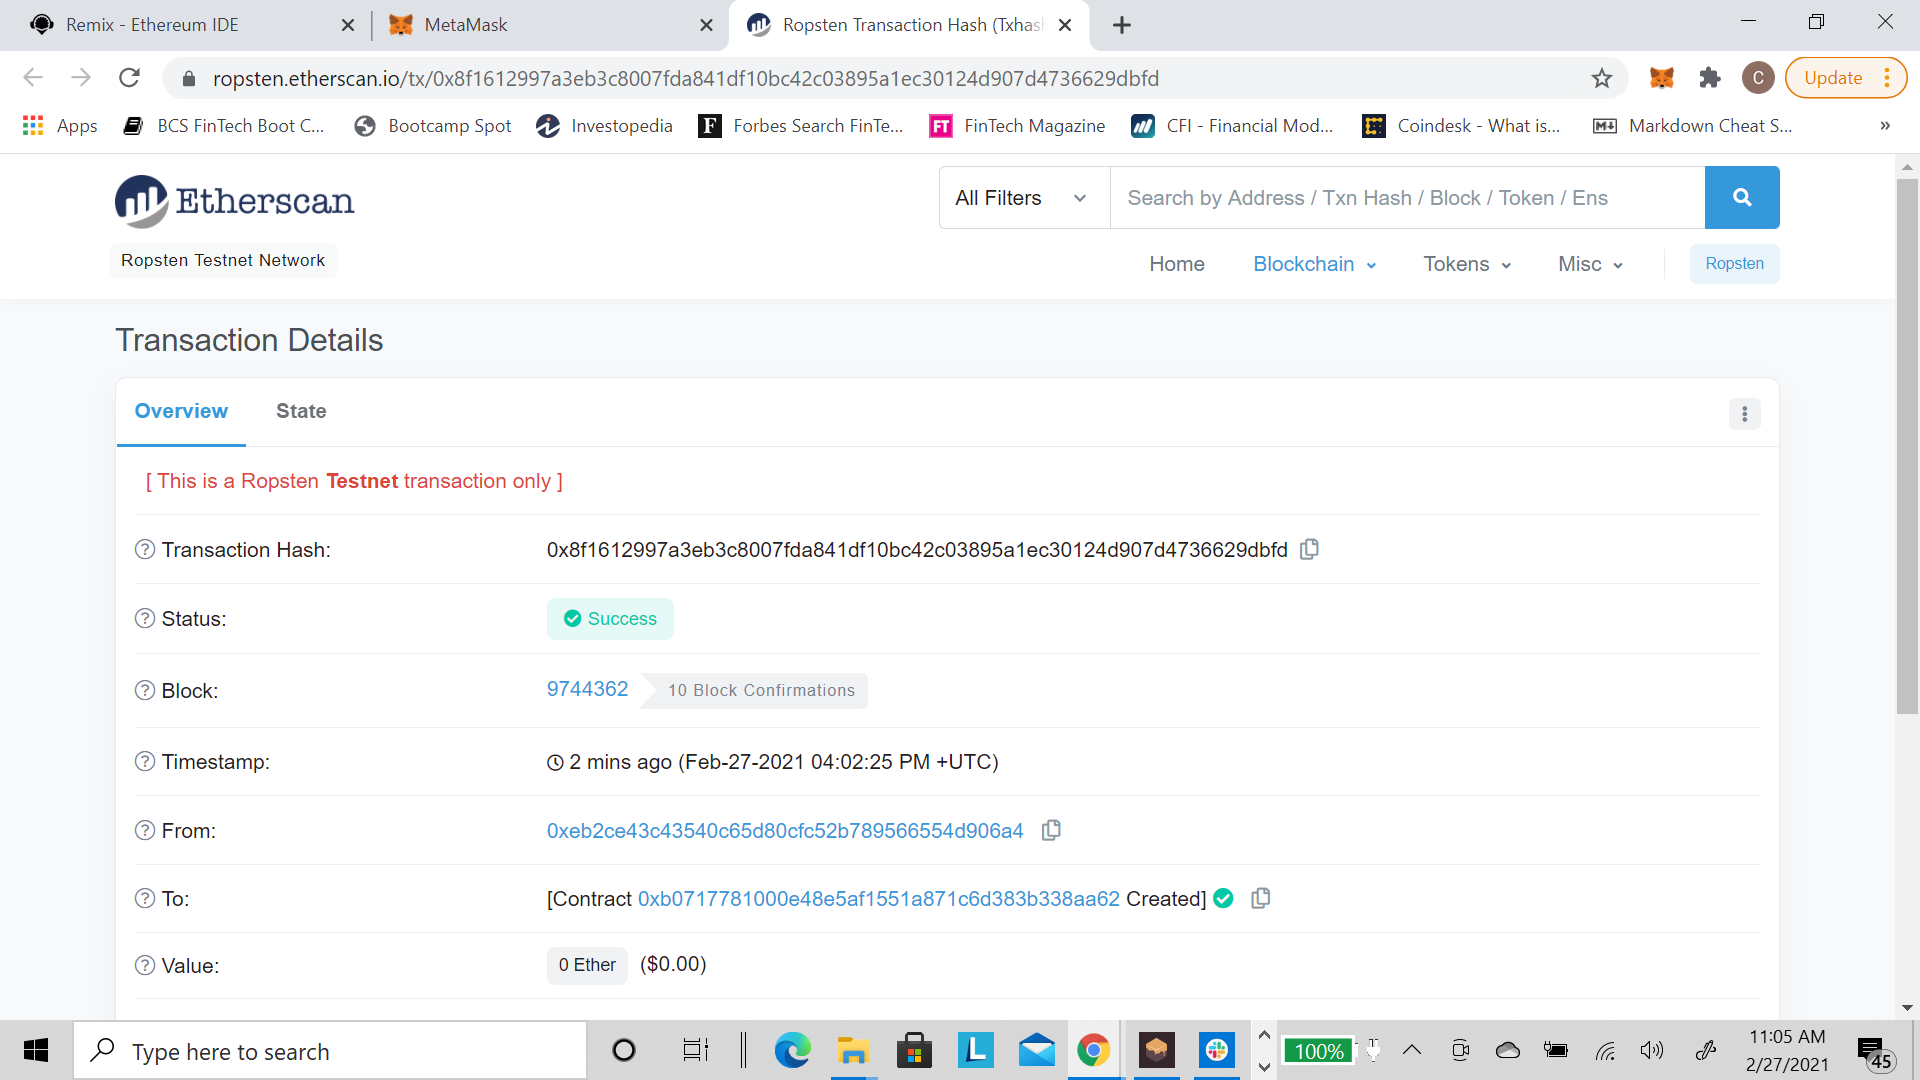 Remix - Ethereum IDE
MetaMask
Ropsten Transaction Hash (Txhas
ropsten.etherscan.io/tx/0x8f1612997a3eb3c8007fda841df10bc42c03895a1ec30124d907d4736629dbfd
C
Update
Apps
BCS FinTech Boot C...
Bootcamp Spot
Investopedia
F
Forbes Search FinTe...
FT
FinTech Magazine
CFI - Financial Mod...
Coindesk - What is...
Markdown Cheat S...
»
Etherscan
All Filters
Search by Address / Txn Hash / Block / Token / Ens
Ropsten Testnet Network
Home
Blockchain
Tokens
Misc
Ropsten
Transaction Details
Overview
State
[ This is a Ropsten Testnet transaction only ]
Transaction Hash:
0x8f1612997a3eb3c8007fda841df10bc42c03895a1ec30124d907d4736629dbfd
Status:
Success
Block:
9744362
10 Block Confirmations
Timestamp:
2 mins ago (Feb-27-2021 04:02:25 PM +UTC)
From:
0xeb2ce43c43540c65d80cfc52b789566554d906a4
To:
[Contract 0xb0717781000e48e5af1551a871c6d383b338aa62 Created]
Value:
0 Ether
($0.00)
Type here to search
L
100%
11:05 AM
2/27/2021
45